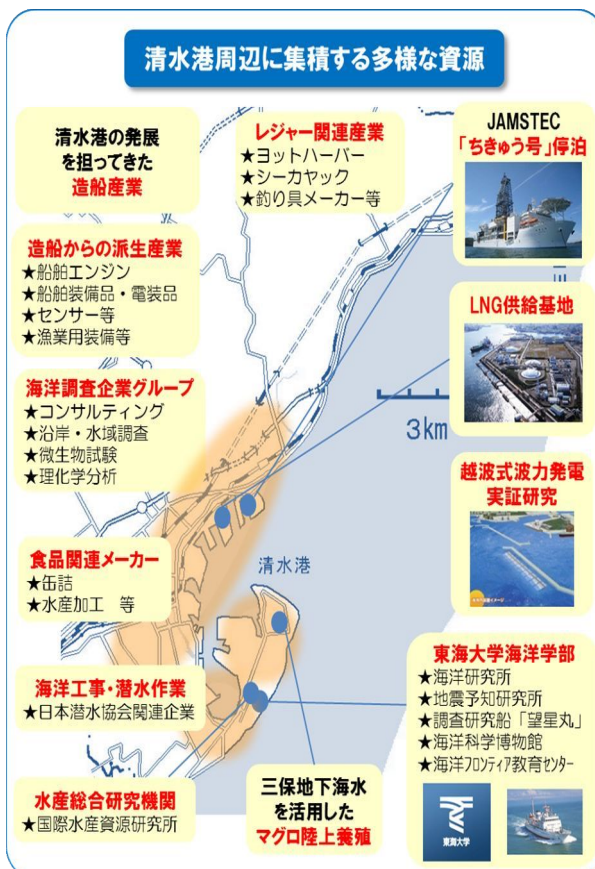 清水港周辺に集積する多様な資源
清水港の発展
を担ってきた
造船産業
レジャー関連産業
★ヨットハーバー
★シーカヤック
★釣り具メーカー等
JAMSTEC
「ちきゅう号」停泊
造船からの派生産業
★船舶エンジン
★船舶装備品・電装品
★センサー等
★漁業用装備等
LNG供給基地
海洋調査企業グループ
★コンサルティング
★沿岸・水域調査
★微生物試験
★理化学分析
3km
越波式波力発電
実証研究
食品関連メーカー
★缶詰
★水産加工 等
清水港
海洋工事・潜水作業
★日本潜水協会関連企業
東海大学海洋学部
★海洋研究所
★地震予知研究所
★調査研究船「望星丸」
★海洋科学博物館
★海洋フロンティア教育センター
東海大学
水産総合研究機関
★国際水産資源研究所
三保地下海水
を活用した
マグロ陸上養殖